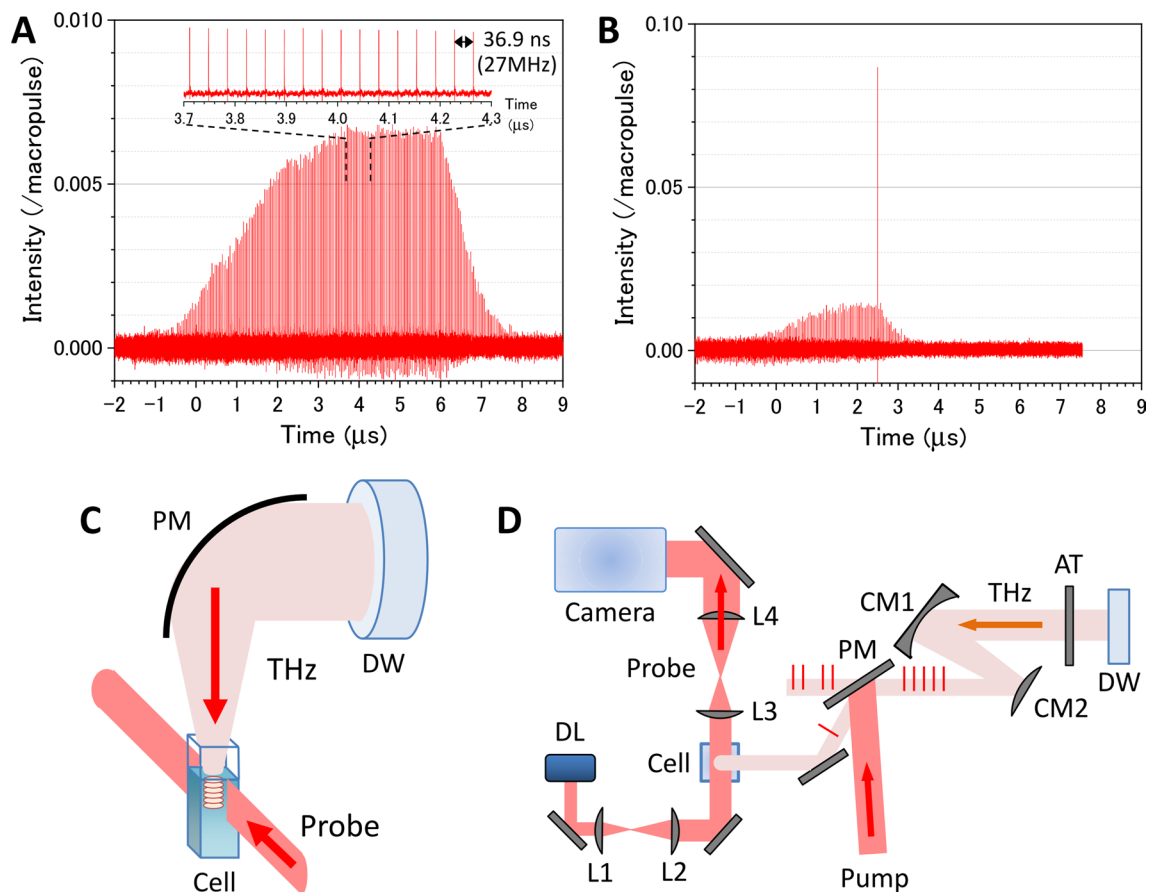 A
0.010
0.005
0.000
Intensity (/macropulse)
36.9 ns
(27MHz)
3.7 3.8 3.9 4.0 4.1 4.2 4.3
Time
(μs)
−2 −1 0 1 2 3 4 5 6 7 8 9
Time (μs)
B
0.10
0.05
0.00
Intensity (/macropulse)
−2 −1 0 1 2 3 4 5 6 7 8 9
Time (μs)
C
PM
THz
DW
Probe
Cell
D
Camera
L4
Probe
L3
DL
Cell
L1
L2
CM1
THz
AT
PM
DW
CM2
Pump